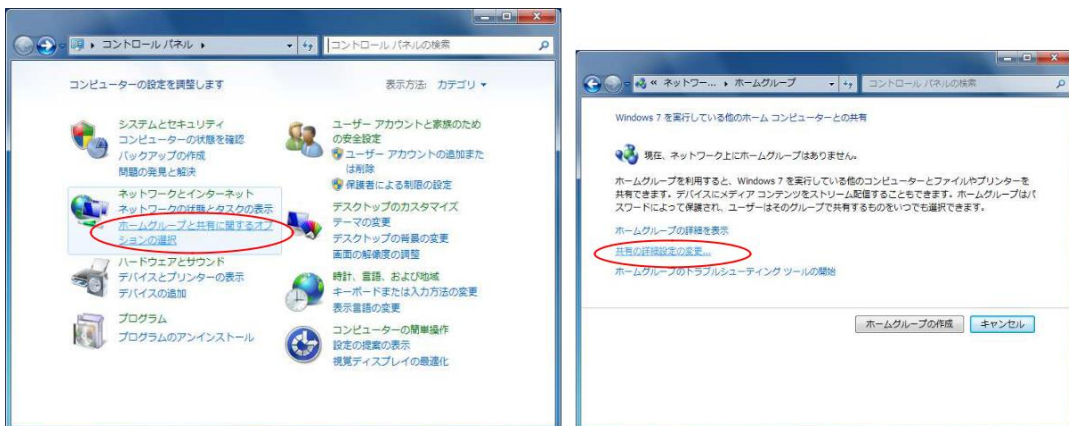 コントロール パネル
コントロール パネルの検索
コンピューターの設定を調整します
表示方法: カテゴリ
システムとセキュリティ
コンピューターの状態を確認
バックアップの作成
問題の発見と解決
ネットワークとインターネット
ネットワークの状態とタスクの表示
ホームグループと共有に関するオプ
ションの選択
ハードウェアとサウンド
デバイスとプリンターの表示
デバイスの追加
プログラム
プログラムのアンインストール
ユーザー アカウントと家族のため
の安全設定
ユーザー アカウントの追加また
は削除
保護者による制限の設定
デスクトップのカスタマイズ
テーマの変更
デスクトップの背景の変更
画面の解像度の調整
時計、言語、および地域
キーボードまたは入力方法の変更
表示言語の変更
コンピューターの簡単操作
設定の提案の表示
視覚ディスプレイの最適化
« ネットワー... ホームグループ
コントロール パネルの検索
Windows 7 を実行している他のホーム コンピューターとの共有
現在、ネットワーク上にホームグループはありません。
ホームグループを利用すると、Windows 7 を実行している他のコンピューターとファイルやプリンターを
共有できます。デバイスにメディア コンテンツをストリーム配信することもできます。ホームグループはパ
スワードによって保護され、ユーザーはそのグループで共有するものをいつでも選択できます。
ホームグループの詳細を表示
共有の詳細設定の変更...
ホームグループのトラブルシューティング ツールの開始
ホームグループの作成
キャンセル